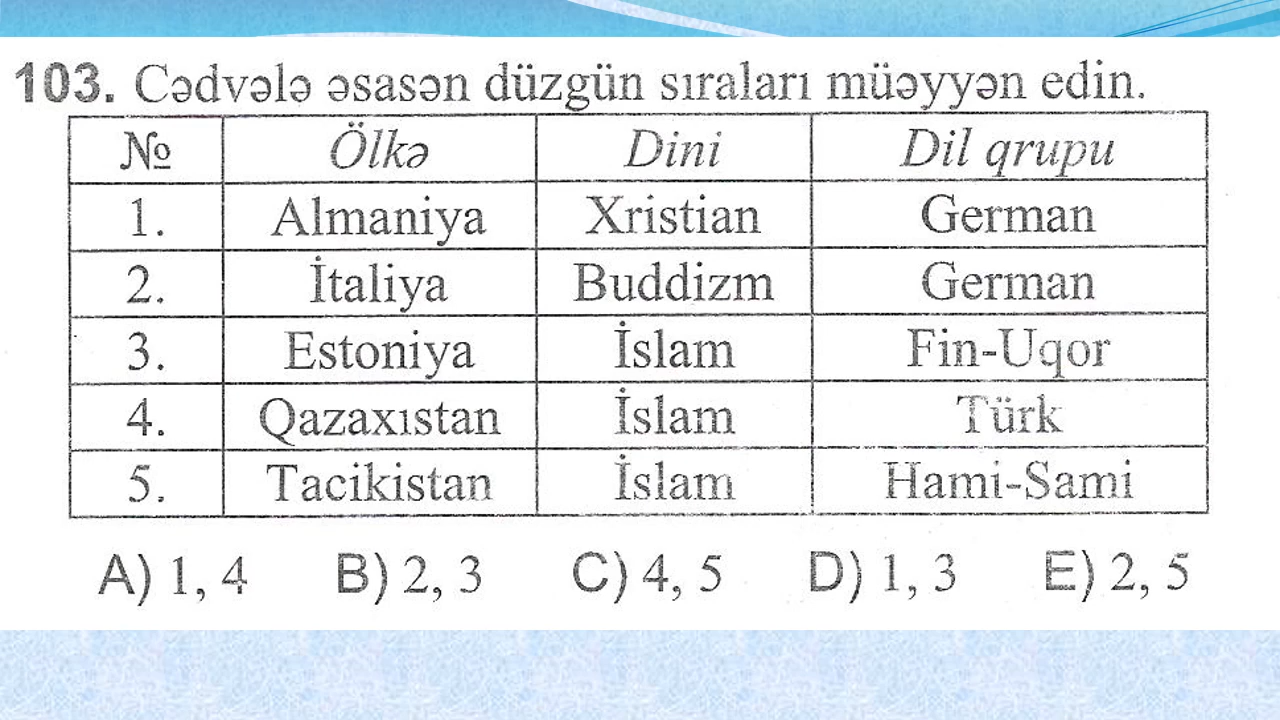 103. Cədvələ əsasən düzgün sıraları müəyyən edin.
№ Ölkə Dini Dil qrupu
1. Almaniya Xristian German
2. İtaliya Buddizm German
3. Estoniya İslam Fin-Uqor
4. Qazaxıstan İslam Türk
5. Tacikistan İslam Hami-Sami
A) 1, 4 B) 2, 3 C) 4, 5 D) 1, 3 E) 2, 5